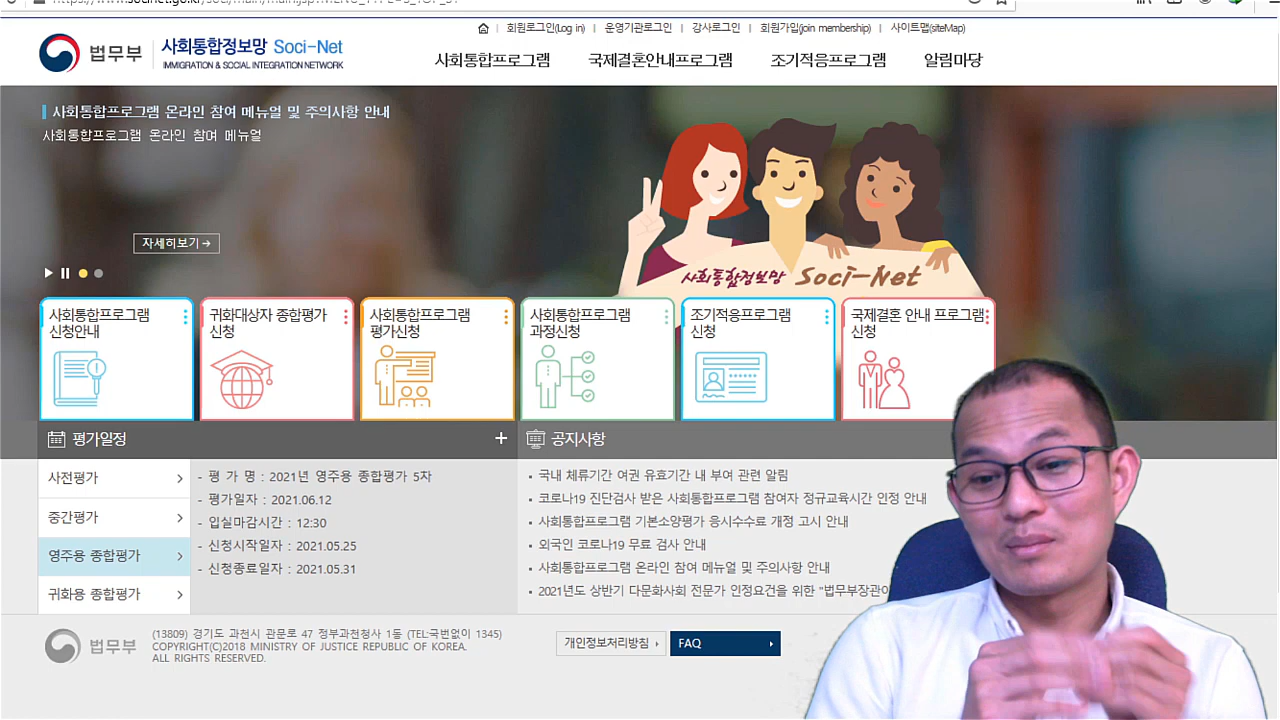 회원로그인(Log in) | 운영기관로그인 | 강사로그인 | 회원가입(join membership) | 사이트맵(siteMap)
법무부
사회통합정보망 Soci-Net
IMMIGRATION & SOCIAL INTEGRATION NETWORK
사회통합프로그램 국제결혼안내프로그램 조기적응프로그램 알림마당
사회통합프로그램 온라인 참여 메뉴얼 및 주의사항 안내
사회통합프로그램 온라인 참여 메뉴얼
자세히보기
사회통합정보망 Soci-Net
사회통합프로그램
신청안내
귀화대상자 종합평가
신청
사회통합프로그램
평가신청
사회통합프로그램
과정신청
조기적응프로그램
신청
국제결혼 안내 프로그램
신청
평가일정
사전평가
중간평가
영주용 종합평가
귀화용 종합평가
- 평 가 명 : 2021년 영주용 종합평가 5차
- 평가일자 : 2021.06.12
- 입실마감시간 : 12:30
- 신청시작일자 : 2021.05.25
- 신청종료일자 : 2021.05.31
공지사항
국내 체류기간 여권 유효기간 내 부여 관련 알림
코로나19 진단검사 받은 사회통합프로그램 참여자 정규교육시간 인정 안내
사회통합프로그램 기본소양평가 응시수수료 개정 고시 안내
외국인 코로나19 무료 검사 안내
사회통합프로그램 온라인 참여 메뉴얼 및 주의사항 안내
2021년도 상반기 다문화사회 전문가 인정요건을 위한 "법무부장관이
법무부
(13809) 경기도 과천시 관문로 47 정부과천청사 1동 (TEL:국번없이 1345)
COPYRIGHT(C)2018 MINISTRY OF JUSTICE REPUBLIC OF KOREA.
ALL RIGHTS RESERVED.
개인정보처리방침
FAQ